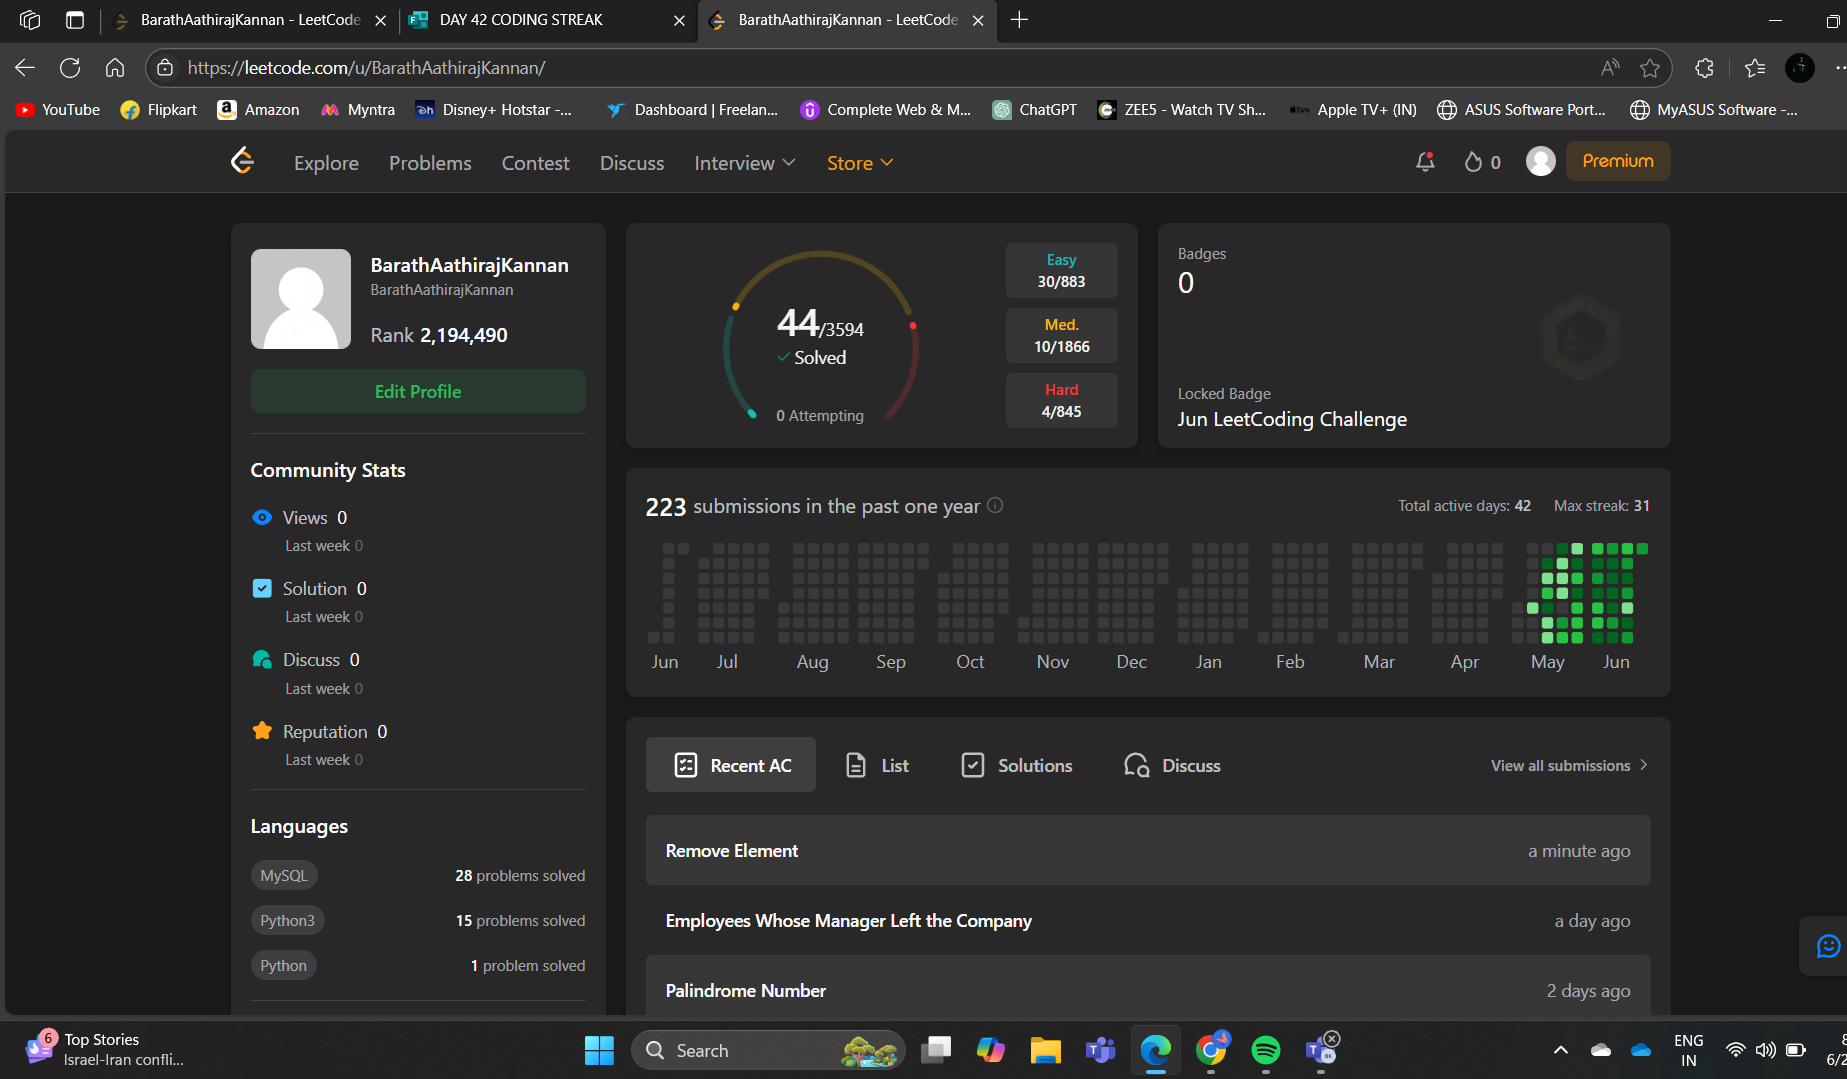 BarathAathirajKannan - LeetCode
DAY 42 CODING STREAK
BarathAathirajKannan - LeetCode
https://leetcode.com/u/BarathAathirajKannan/
YouTube
Flipkart
Amazon
Myntra
Disney+ Hotstar -...
Dashboard | Freelan...
Complete Web & M...
ChatGPT
ZEE5 - Watch TV Sh...
Apple TV+ (IN)
ASUS Software Port...
MyASUS Software -...
Explore
Problems
Contest
Discuss
Interview
Store
0
Premium
BarathAathirajKannan
BarathAathirajKannan
Rank 2,194,490
Edit Profile
Community Stats
Views 0
Last week 0
Solution 0
Last week 0
Discuss 0
Last week 0
Reputation 0
Last week 0
Languages
MySQL 28 problems solved
Python3 15 problems solved
Python 1 problem solved
44/3594
Solved
0 Attempting
Easy
30/883
Med.
10/1866
Hard
4/845
Badges
0
Locked Badge
Jun LeetCoding Challenge
223 submissions in the past one year
Total active days: 42 Max streak: 31
Jun Jul Aug Sep Oct Nov Dec Jan Feb Mar Apr May Jun
Recent AC
List
Solutions
Discuss
View all submissions
Remove Element a minute ago
Employees Whose Manager Left the Company a day ago
Palindrome Number 2 days ago
6
Top Stories
Israel-Iran confli...
Search
ENG
IN